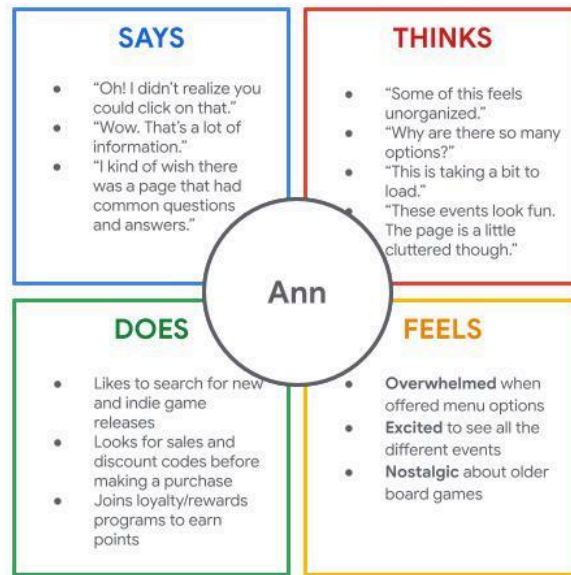 SAYS
• “Oh! I didn’t realize you
could click on that.”
• “Wow. That’s a lot of
information.”
• “I kind of wish there
was a page that had
common questions
and answers.”
THINKS
• “Some of this feels
unorganized.”
• “Why are there so many
options?”
• “This is taking a bit to
load.”
• “These events look fun.
The page is a little
cluttered though.”
Ann
DOES
• Likes to search for new
and indie game
releases
• Looks for sales and
discount codes before
making a purchase
• Joins loyalty/rewards
programs to earn
points
FEELS
• Overwhelmed when
offered menu options
• Excited to see all the
different events
• Nostalgic about older
board games